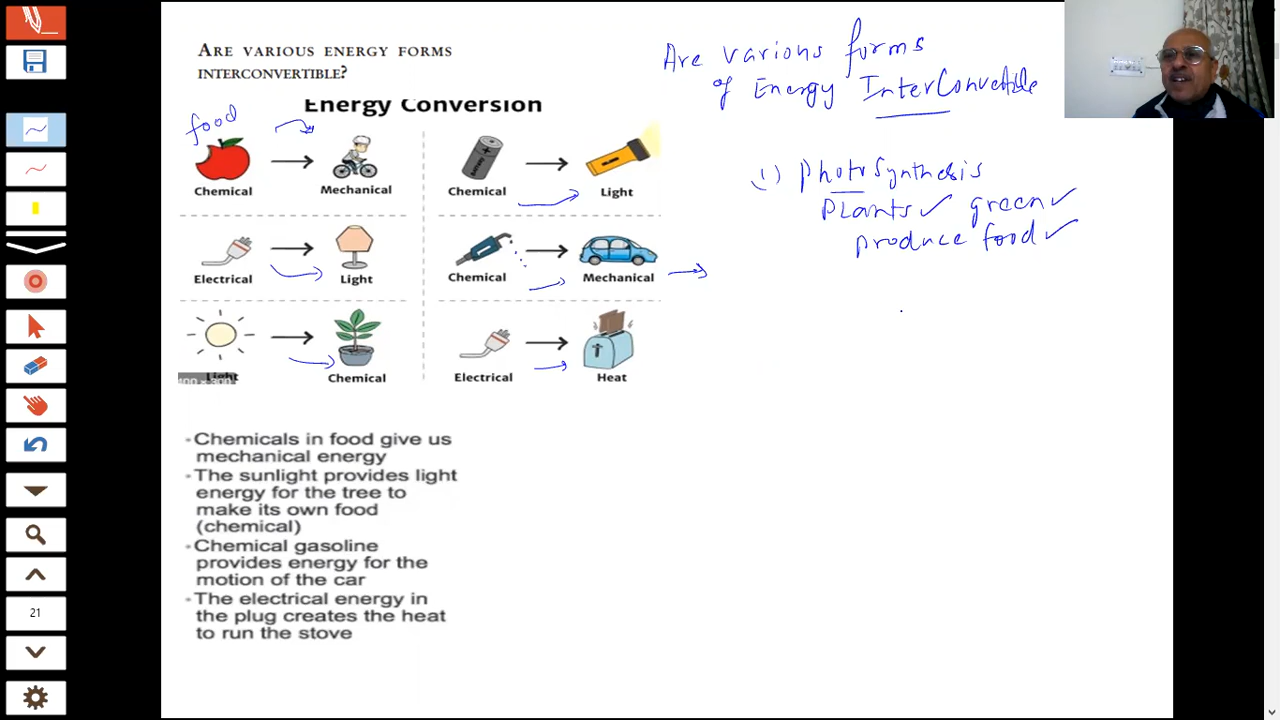 ARE VARIOUS ENERGY FORMS
INTERCONVERTIBLE?
Energy Conversion
food
Chemical
Mechanical
Chemical
Light
Electrical
Light
Chemical
Mechanical
Light
Chemical
Electrical
Heat
Chemicals in food give us
mechanical energy
The sunlight provides light
energy for the tree to
make its own food
(chemical)
Chemical gasoline
provides energy for the
motion of the car
The electrical energy in
the plug creates the heat
to run the stove
Are various forms
of Energy InterConvertible
(1) Photosynthesis
Plants ✓ green ✓
produce food ✓
21